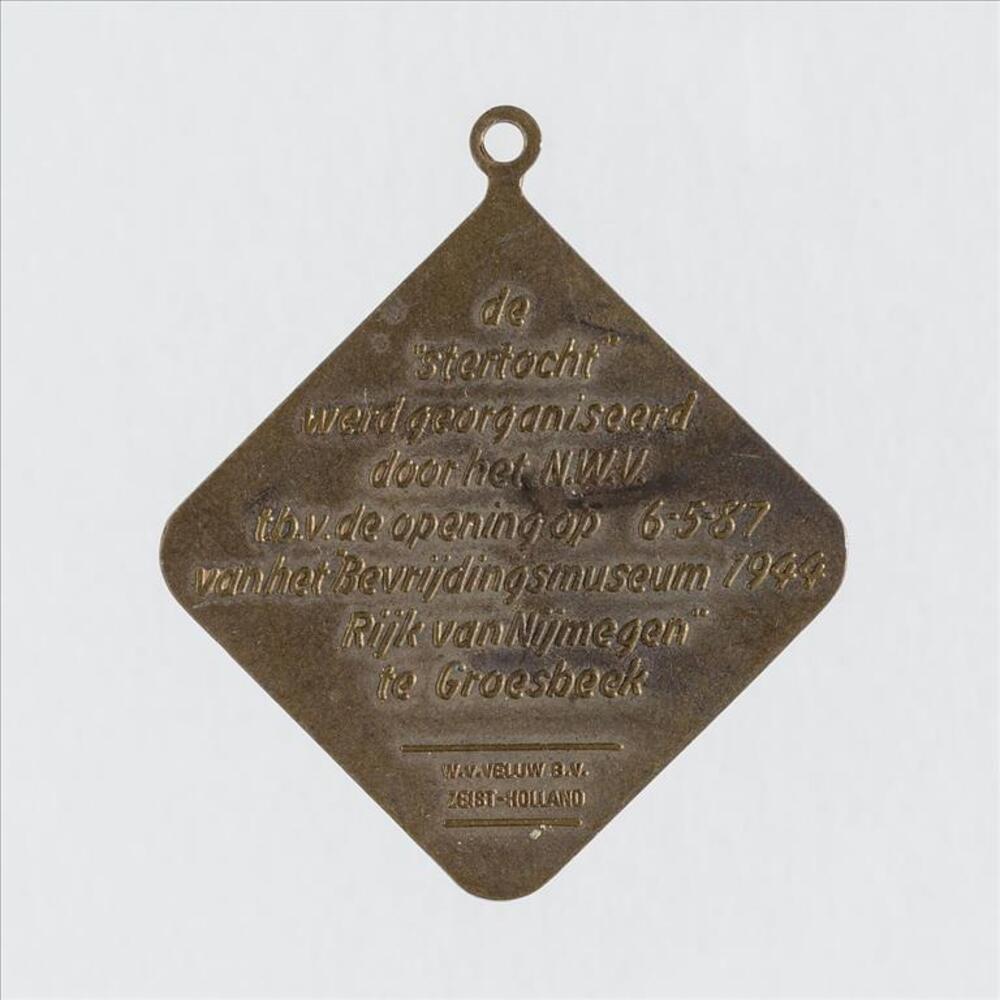 de
"stertocht"
werd georganiseerd
door het N.W.V.
t.b.v. de opening op 6-5-87
van het "Bevrijdingsmuseum 1944
Rijk van Nijmegen"
te Groesbeek
W.V. VELUW B.V.
ZEIST-HOLLAND